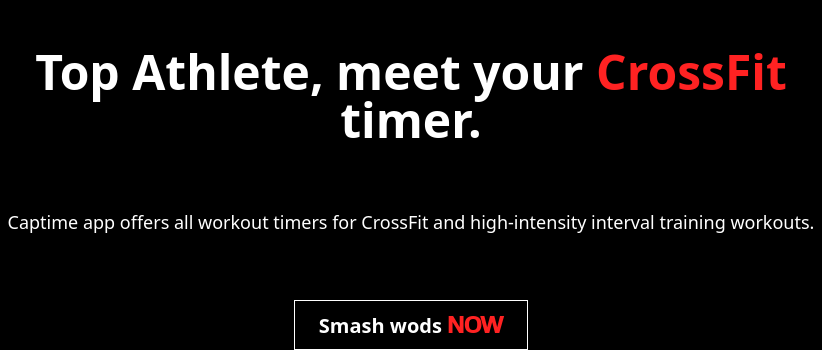 Top Athlete, meet your CrossFit
timer.
Captime app offers all workout timers for CrossFit and high-intensity interval training workouts.
Smash wods NOW